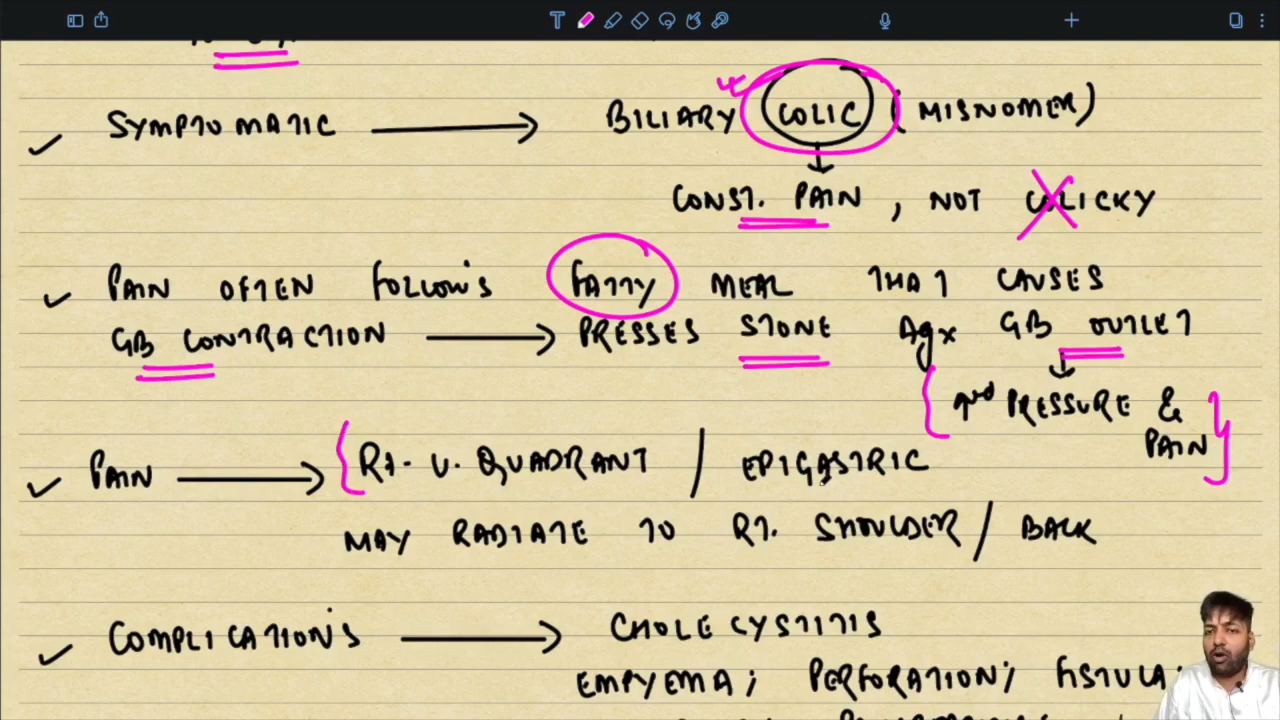 SYMPTOMATIC → BILIARY COLIC (MISNOMER)
↓
CONST. PAIN, NOT COLICKY
PAIN OFTEN FOLLOWS FATTY MEAL THAT CAUSES
GB CONTRACTION → PRESSES STONE Agx GB OUTLET
↓
PRESSURE &
PAIN
PAIN → RT. U. QUADRANT / EPIGASTRIC
MAY RADIATE TO RT. SHOULDER / BACK
COMPLICATIONS → CHOLECYSTITIS
EMPYEMA; PERFORATION; FISTULA;